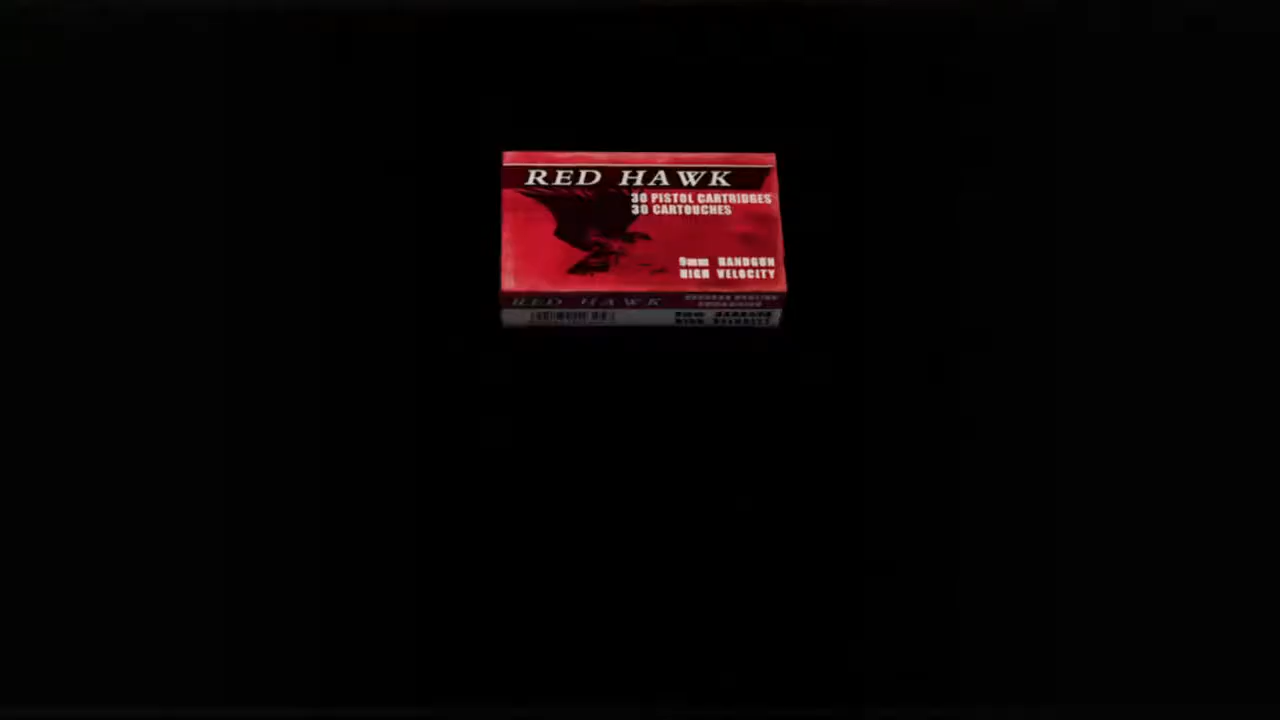 RED HAWK
30 PISTOL CARTRIDGES
30 CARTOUCHES
9mm HANDGUN
HIGH VELOCITY
RED HAWK